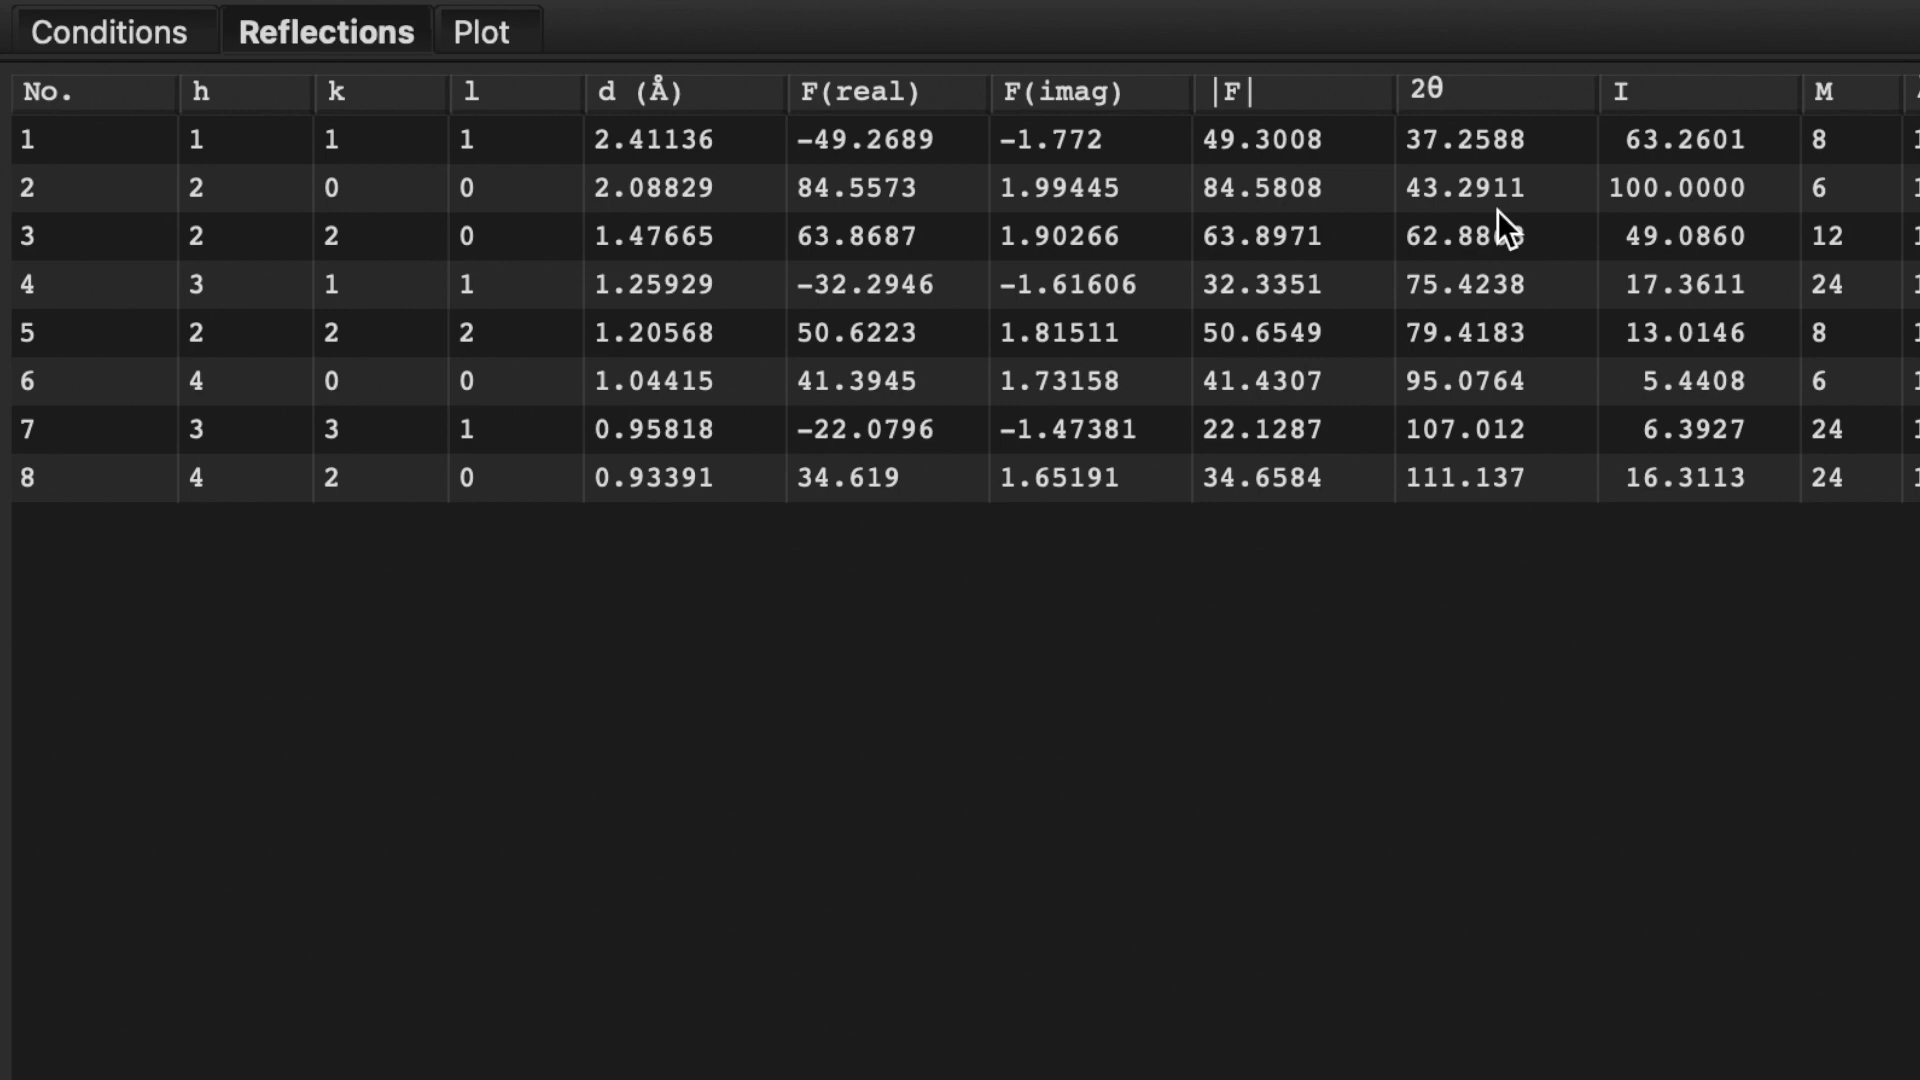 Conditions Reflections Plot
No. h k l d (Å) F(real) F(imag) |F| 2θ I M
1 1 1 1 2.41136 −49.2689 −1.772 49.3008 37.2588 63.2601 8
2 2 0 0 2.08829 84.5573 1.99445 84.5808 43.2911 100.0000 6
3 2 2 0 1.47665 63.8687 1.90266 63.8971 49.0860 12
4 3 1 1 1.25929 −32.2946 −1.61606 32.3351 75.4238 17.3611 24
5 2 2 2 1.20568 50.6223 1.81511 50.6549 79.4183 13.0146 8
6 4 0 0 1.04415 41.3945 1.73158 41.4307 95.0764 5.4408 6
7 3 3 1 0.95818 −22.0796 −1.47381 22.1287 107.012 6.3927 24
8 4 2 0 0.93391 34.619 1.65191 34.6584 111.137 16.3113 24